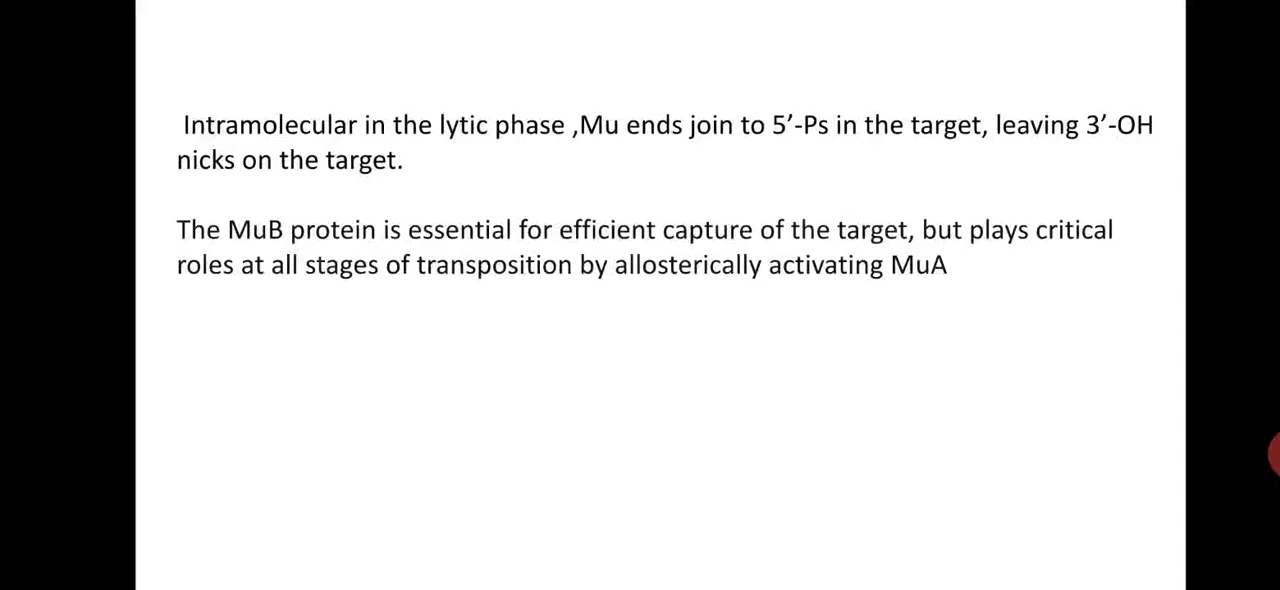 Intramolecular in the lytic phase ,Mu ends join to 5′-Ps in the target, leaving 3′-OH
nicks on the target.
The MuB protein is essential for efficient capture of the target, but plays critical
roles at all stages of transposition by allosterically activating MuA